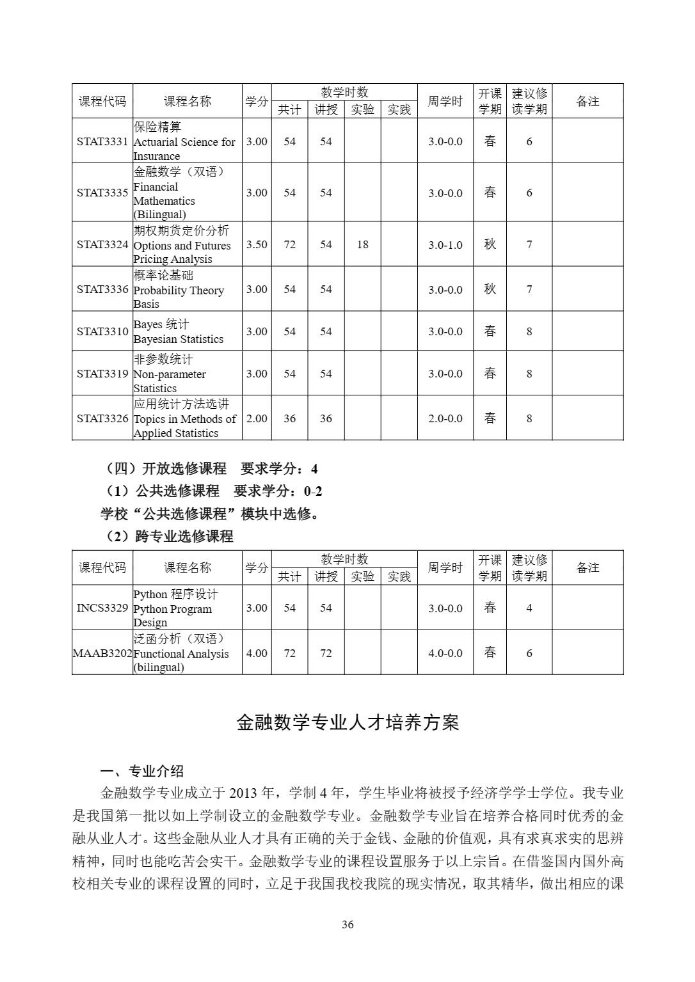 课程代码 课程名称 学分 教学时数 周学时 开课学期 建议修读学期 备注
共计 讲授 实验 实践
STAT3331 保险精算 Actuarial Science for Insurance 3.00 54 54 3.0-0.0 春 6
STAT3335 金融数学（双语） Financial Mathematics (Bilingual) 3.00 54 54 3.0-0.0 春 6
STAT3324 期权期货定价分析 Options and Futures Pricing Analysis 3.50 72 54 18 3.0-1.0 秋 7
STAT3336 概率论基础 Probability Theory Basis 3.00 54 54 3.0-0.0 秋 7
STAT3310 Bayes 统计 Bayesian Statistics 3.00 54 54 3.0-0.0 春 8
STAT3319 非参数统计 Non-parameter Statistics 3.00 54 54 3.0-0.0 春 8
STAT3326 应用统计方法选讲 Topics in Methods of Applied Statistics 2.00 36 36 2.0-0.0 春 8
（四）开放选修课程 要求学分：4
（1）公共选修课程 要求学分：0-2
学校“公共选修课程”模块中选修。
（2）跨专业选修课程
课程代码 课程名称 学分 教学时数 周学时 开课学期 建议修读学期 备注
共计 讲授 实验 实践
INCS3329 Python 程序设计 Python Program Design 3.00 54 54 3.0-0.0 春 4
MAAB3202 泛函分析（双语） Functional Analysis (bilingual) 4.00 72 72 4.0-0.0 春 6
金融数学专业人才培养方案
一、专业介绍
金融数学专业成立于 2013 年，学制 4 年，学生毕业将被授予经济学学士学位。我专业
是我国第一批以如上学制设立的金融数学专业。金融数学专业旨在培养合格同时优秀的金
融从业人才。这些金融从业人才具有正确的关于金钱、金融的价值观，具有求真求实的思辨
精神，同时也能吃苦会实干。金融数学专业的课程设置服务于以上宗旨。在借鉴国内国外高
校相关专业的课程设置的同时，立足于我国我校我院的现实情况，取其精华，做出相应的课
36